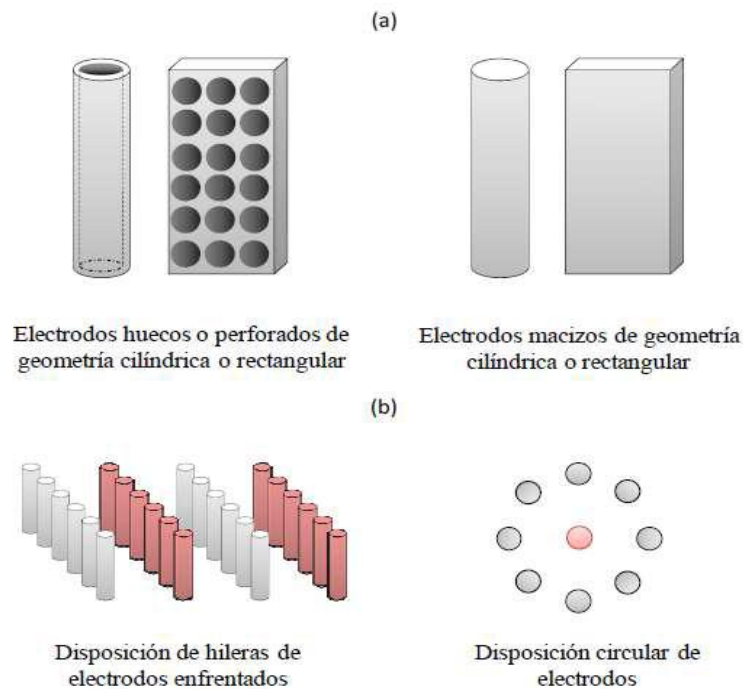 (a)
Electrodos huecos o perforados de
geometría cilíndrica o rectangular
Electrodos macizos de geometría
cilíndrica o rectangular
(b)
Disposición de hileras de
electrodos enfrentados
Disposición circular de
electrodos